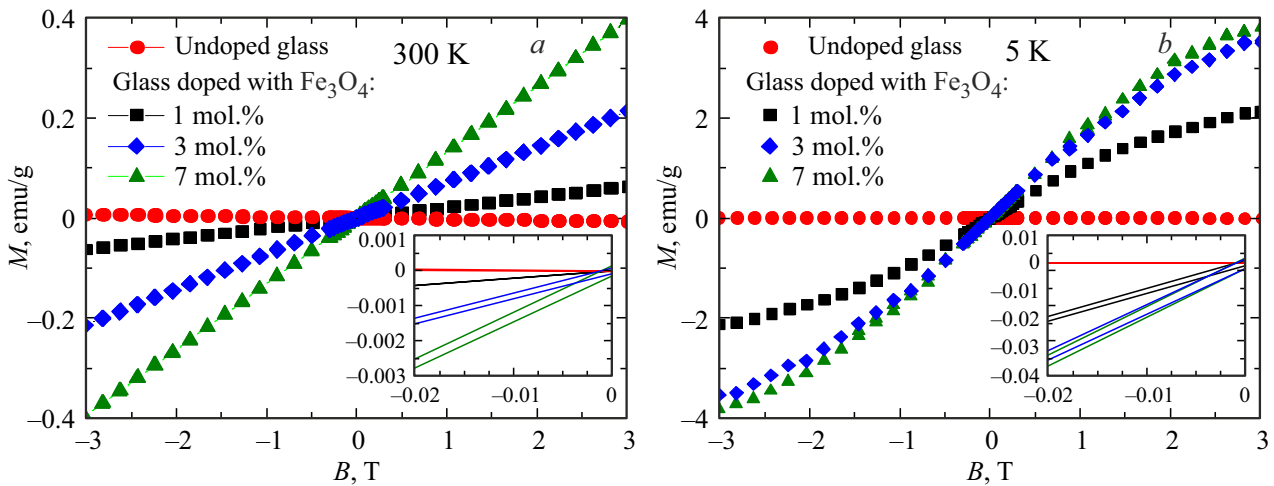 0.4
0.2
0
–0.2
–0.4
M, emu/g
Undoped glass
300 K
a
Glass doped with Fe3O4:
1 mol.%
3 mol.%
7 mol.%
0.001
0
–0.001
–0.002
–0.003
–0.02
–0.01
0
–3
–2
–1
0
1
2
3
B, T
4
2
0
–2
–4
M, emu/g
Undoped glass
5 K
b
Glass doped with Fe3O4:
1 mol.%
3 mol.%
7 mol.%
0.01
0
–0.01
–0.02
–0.03
–0.04
–0.02
–0.01
0
–3
–2
–1
0
1
2
3
B, T